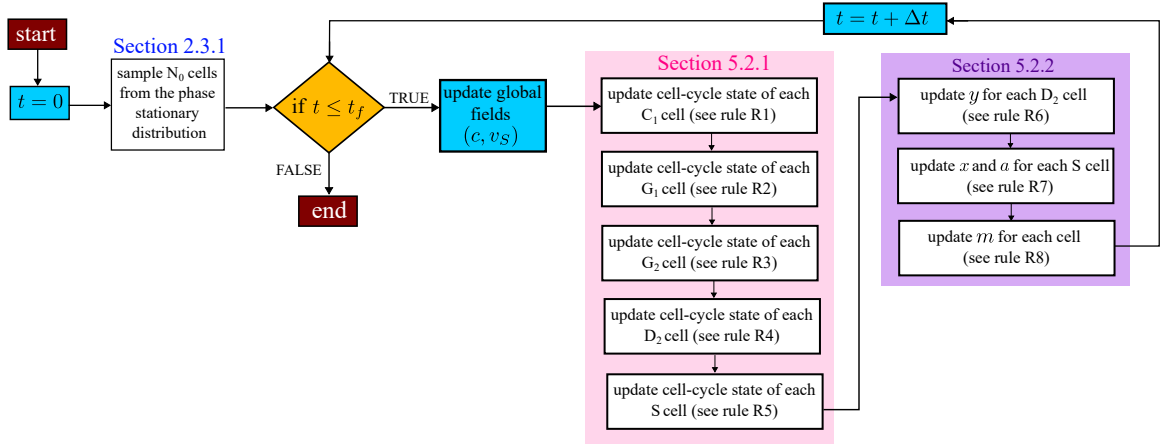 start
t = 0
Section 2.3.1
sample N₀ cells
from the phase
stationary
distribution
if t ≤ t_f
TRUE
FALSE
end
update global
fields
(c, v_S)
Section 5.2.1
update cell-cycle state of each
C₁ cell (see rule R1)
update cell-cycle state of each
G₁ cell (see rule R2)
update cell-cycle state of each
G₂ cell (see rule R3)
update cell-cycle state of each
D₂ cell (see rule R4)
update cell-cycle state of each
S cell (see rule R5)
Section 5.2.2
update y for each D₂ cell
(see rule R6)
update x and a for each S cell
(see rule R7)
update m for each cell
(see rule R8)
t = t + Δt